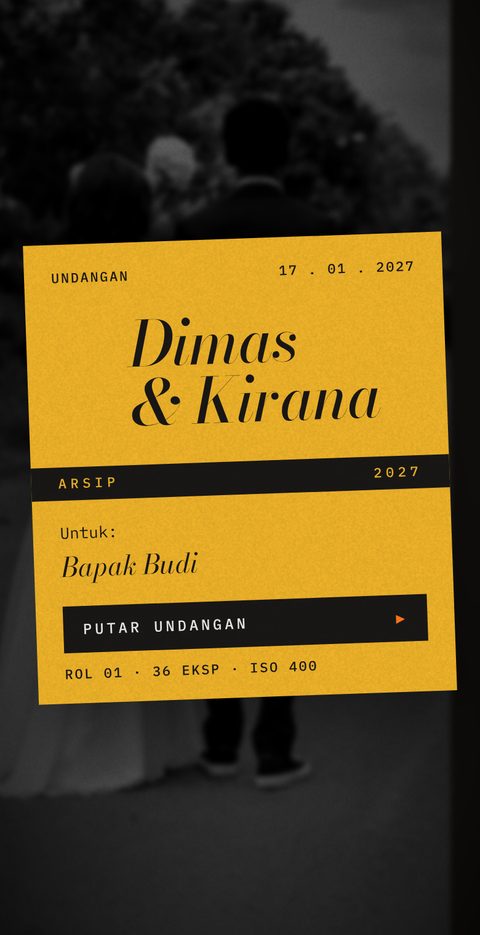 UNDANGAN
17 . 01 . 2027
Dimas
& Kirana
ARSIP
2027
Untuk:
Bapak Budi
PUTAR UNDANGAN ▶
ROL 01 · 36 EKSP · ISO 400